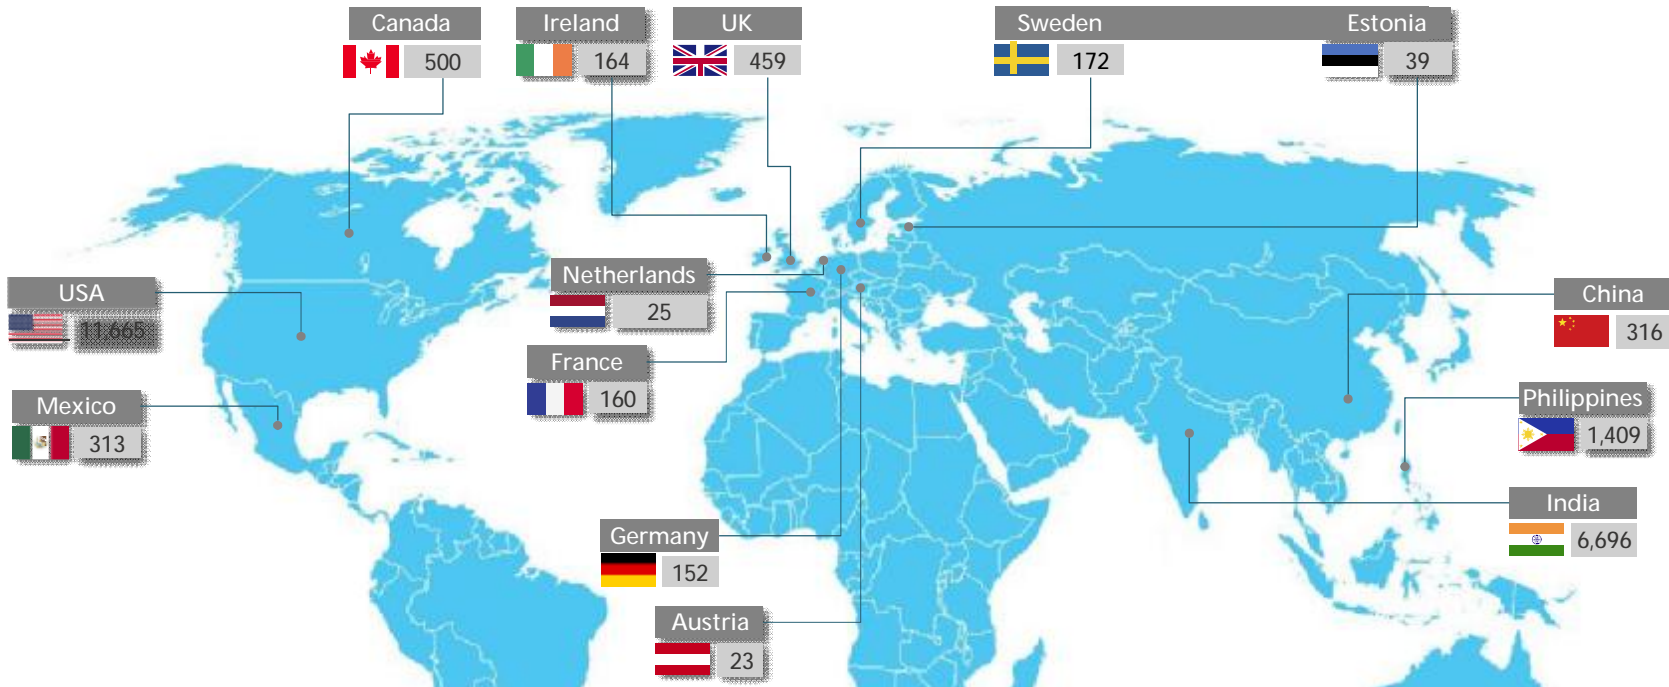 Canada
500
Ireland
164
UK
459
Sweden
172
Estonia
39
USA
11,665
Netherlands
25
China
316
France
160
Mexico
313
Philippines
1,409
India
6,696
Germany
152
Austria
23